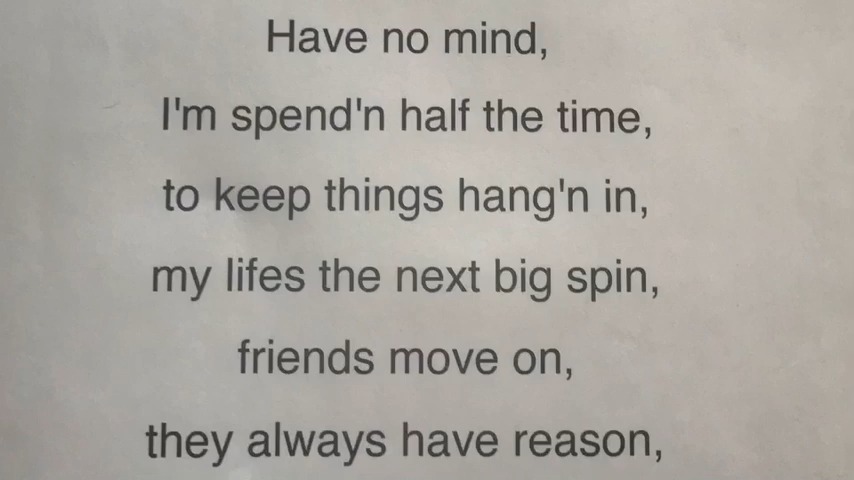 Have no mind,
I'm spend'n half the time,
to keep things hang'n in,
my lifes the next big spin,
friends move on,
they always have reason,